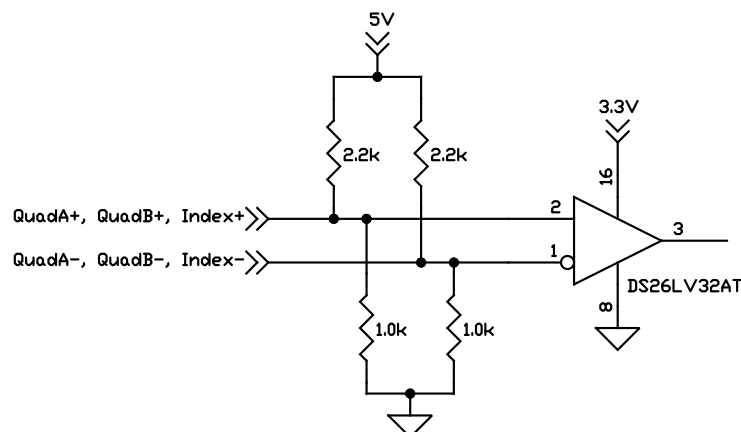 5V
3.3V
2.2k
2.2k
16
QuadA+, QuadB+, Index+
2
3
QuadA-, QuadB-, Index-
1
DS26LV32AT
8
1.0k
1.0k